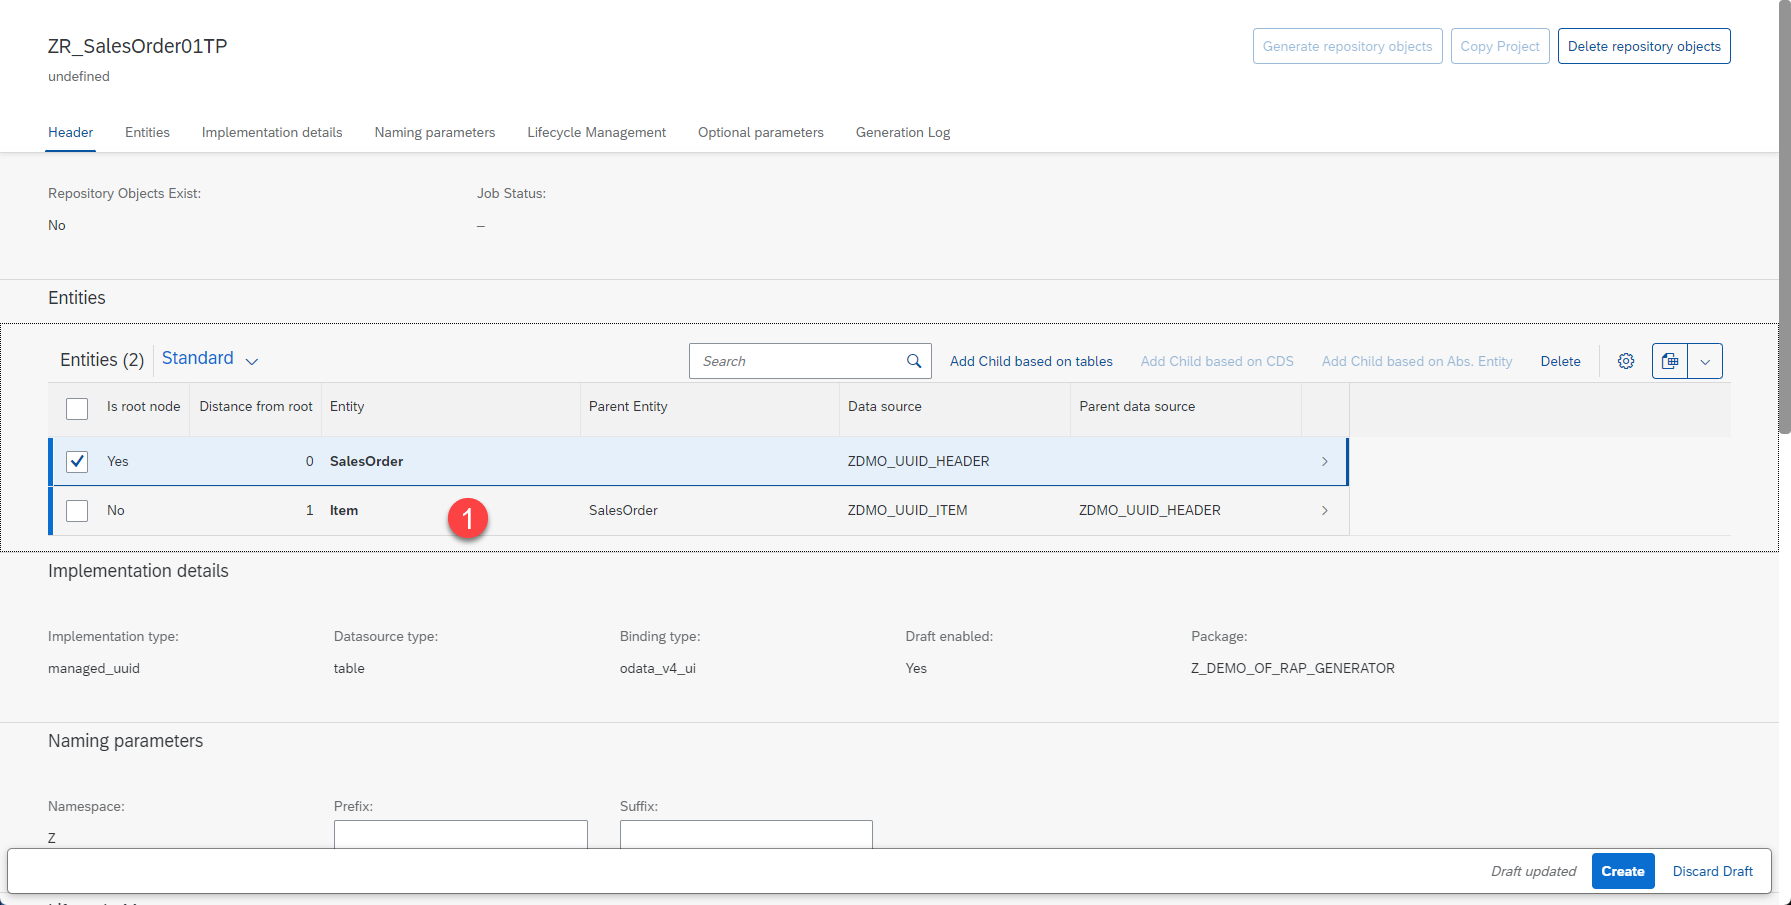 ZR_SalesOrder01TP
Generate repository objects Copy Project Delete repository objects
undefined
Header Entities Implementation details Naming parameters Lifecycle Management Optional parameters Generation Log
Repository Objects Exist: Job Status:
No –
Entities
Entities (2) Standard Search Add Child based on tables Add Child based on CDS Add Child based on Abs. Entity Delete
Is root node Distance from root Entity Parent Entity Data source Parent data source
Yes 0 SalesOrder ZDMO_UUID_HEADER
No 1 Item 1 SalesOrder ZDMO_UUID_ITEM ZDMO_UUID_HEADER
Implementation details
Implementation type: Datasource type: Binding type: Draft enabled: Package:
managed_uuid table odata_v4_ui Yes Z_DEMO_OF_RAP_GENERATOR
Naming parameters
Namespace: Prefix: Suffix:
Z
Draft updated Create Discard Draft